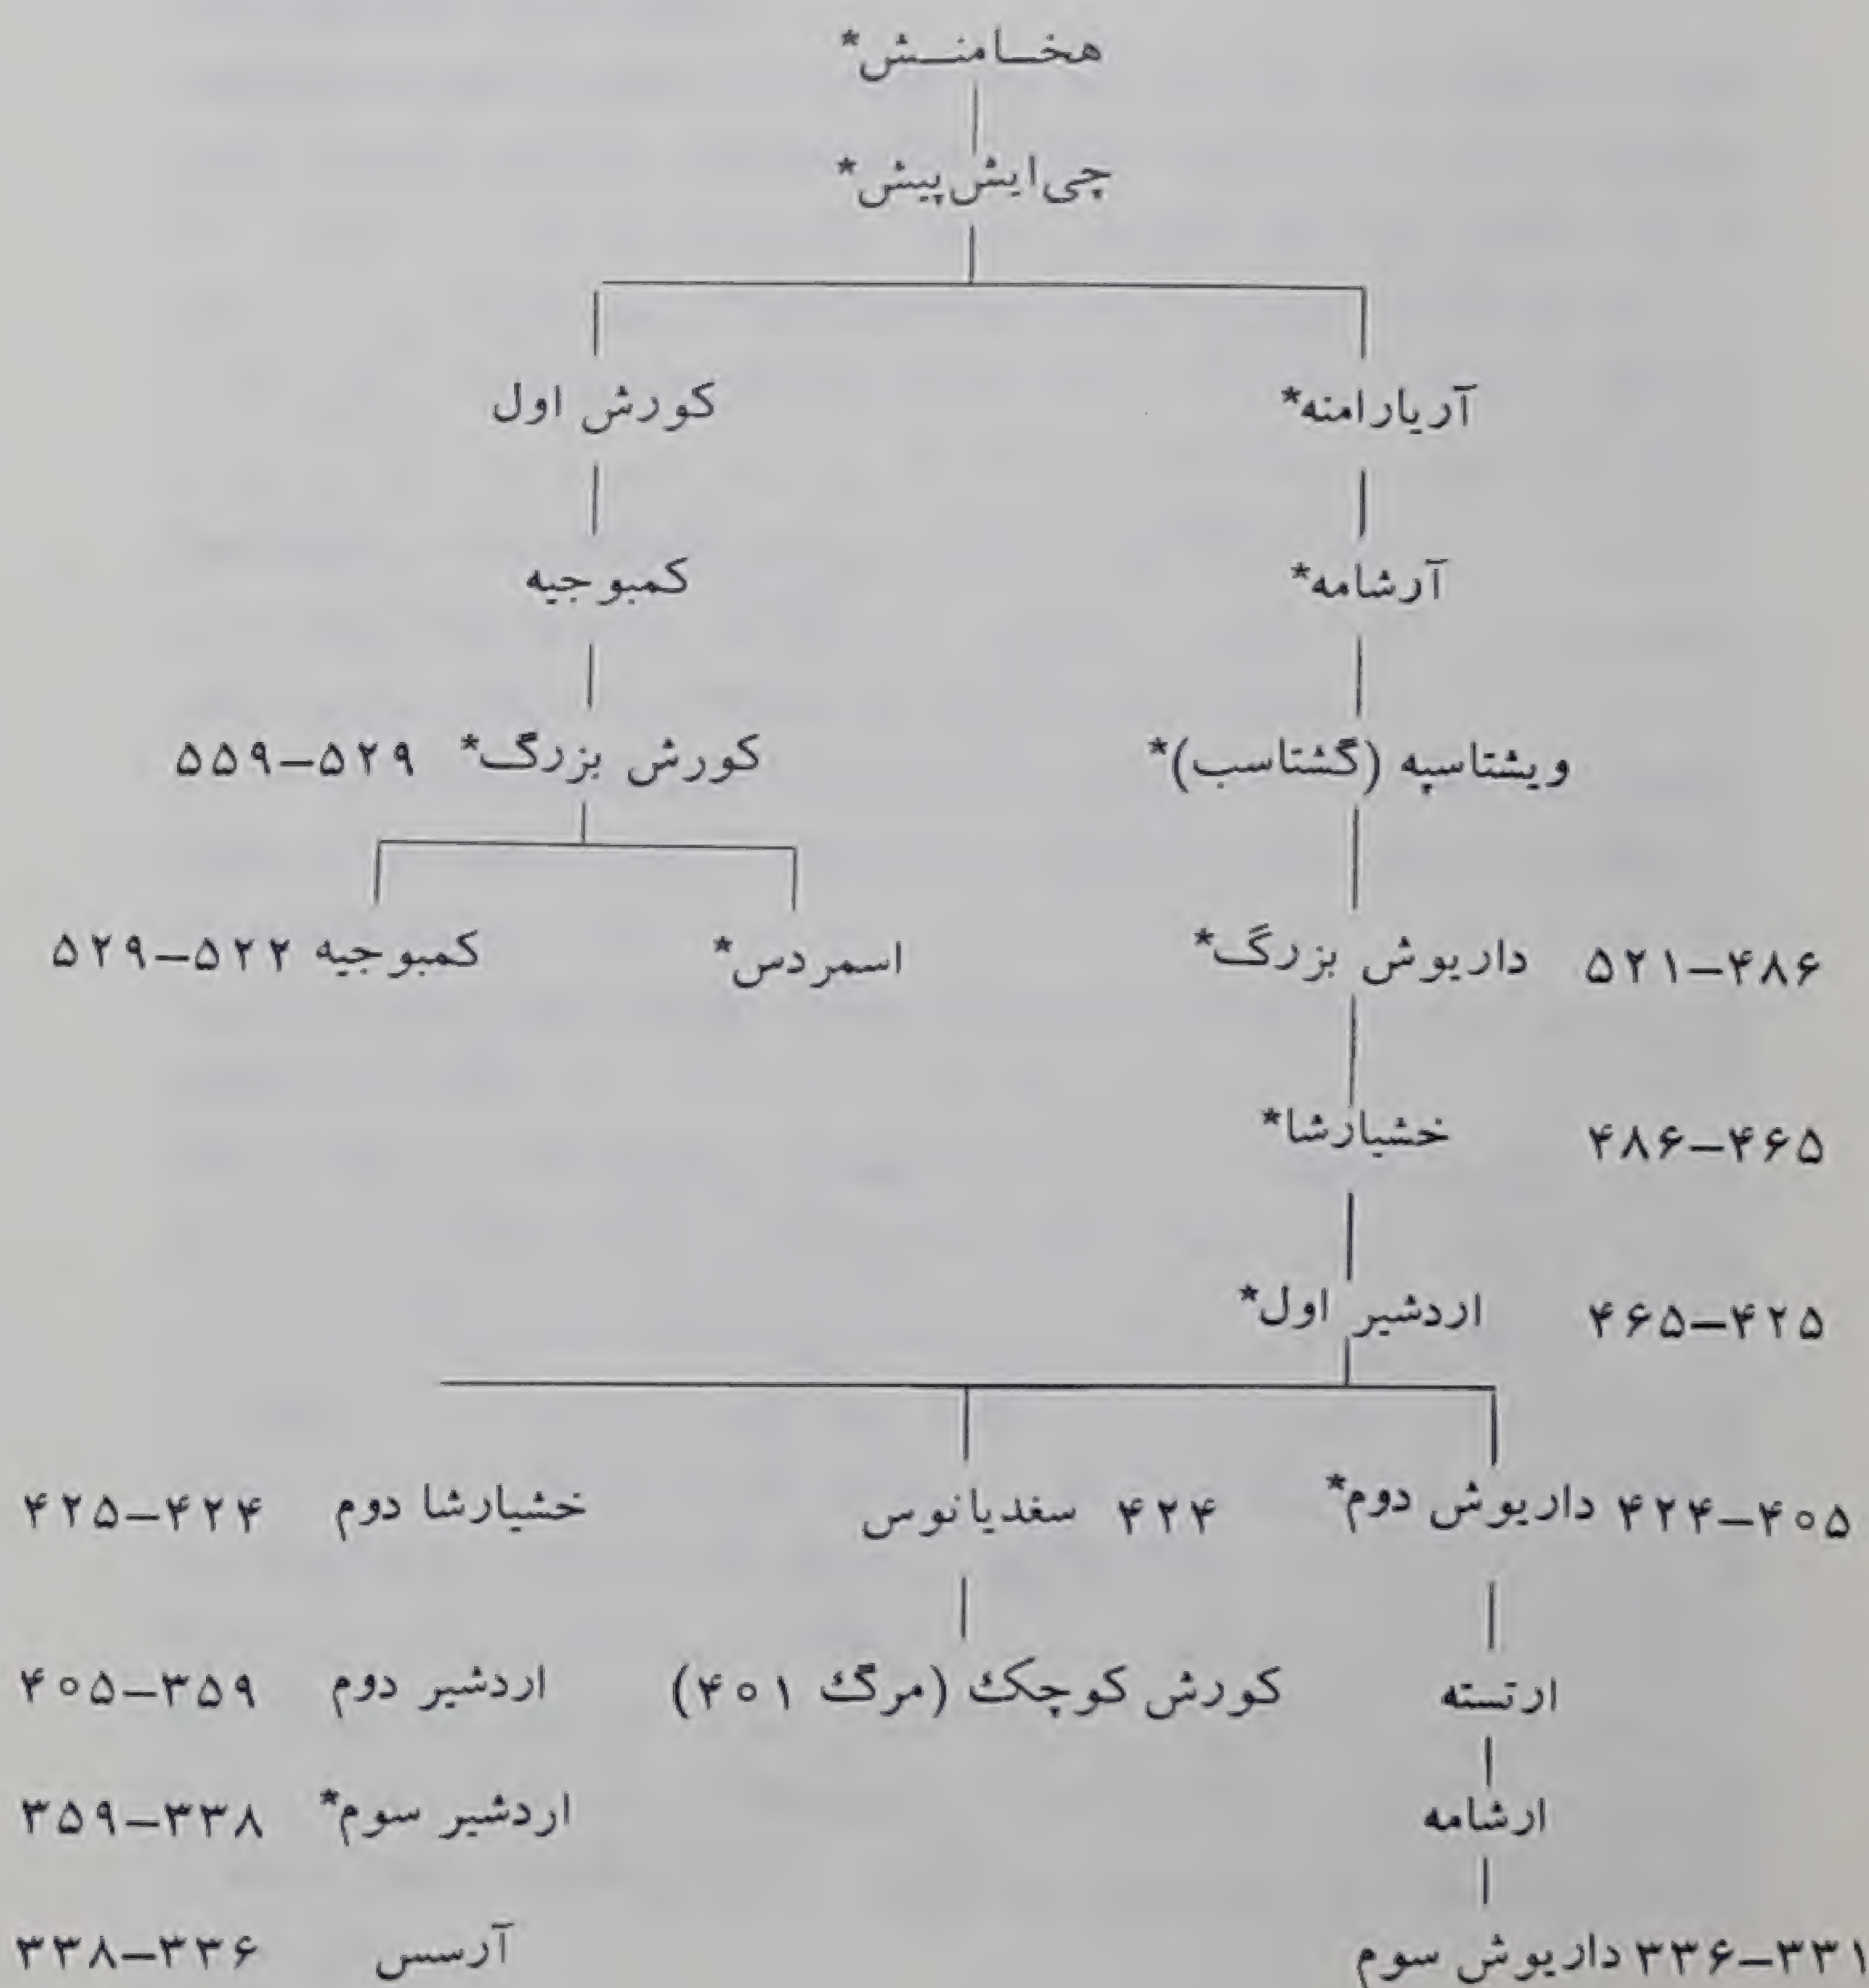 هخامنش*
چی‌ایش‌پیش*
آریارامنه* کورش اول
آرشامه* کمبوجیه
ویشتاسپه (گشتاسب)* کورش بزرگ* ۵۵۹–۵۲۹
۵۲۱–۴۸۶ داریوش بزرگ* اسمردس* کمبوجیه ۵۲۹–۵۲۲
۴۸۶–۴۶۵ خشیارشا*
۴۶۵–۴۲۵ اردشیر اول*
۴۲۴–۴۰۵ داریوش دوم* ۴۲۴ سغدیانوس خشیارشا دوم ۴۲۵–۴۲۴
ارتسته کورش کوچک (مرگ ۴۰۱) اردشیر دوم ۴۰۵–۳۵۹
ارشامه اردشیر سوم* ۳۵۹–۳۳۸
۳۳۶–۳۳۱ داریوش سوم آرسس ۳۳۸–۳۳۶